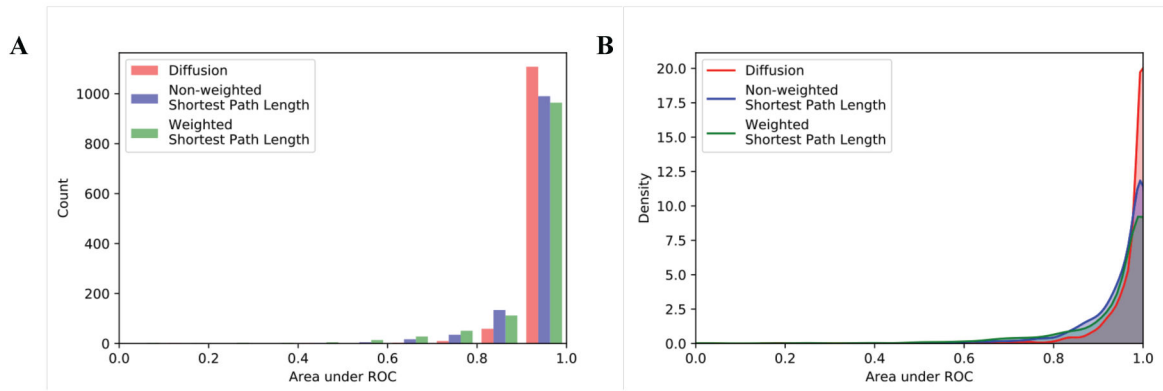 A
Count
1000
800
600
400
200
0
Diffusion
Non-weighted
Shortest Path Length
Weighted
Shortest Path Length
0.0 0.2 0.4 0.6 0.8 1.0
Area under ROC
B
Density
20.0
17.5
15.0
12.5
10.0
7.5
5.0
2.5
0.0
Diffusion
Non-weighted
Shortest Path Length
Weighted
Shortest Path Length
0.0 0.2 0.4 0.6 0.8 1.0
Area under ROC